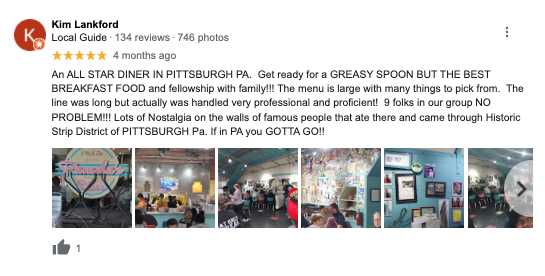 Kim Lankford
K
Local Guide · 134 reviews · 746 photos
4 months ago
An ALL STAR DINER IN PITTSBURGH PA.  Get ready for a GREASY SPOON BUT THE BEST
BREAKFAST FOOD and fellowship with family!!! The menu is large with many things to pick from.  The
line was long but actually was handled very professional and proficient!  9 folks in our group NO
PROBLEM!!! Lots of Nostalgia on the walls of famous people that ate there and came through Historic
Strip District of PITTSBURGH Pa. If in PA you GOTTA GO!!
Pamela's
1